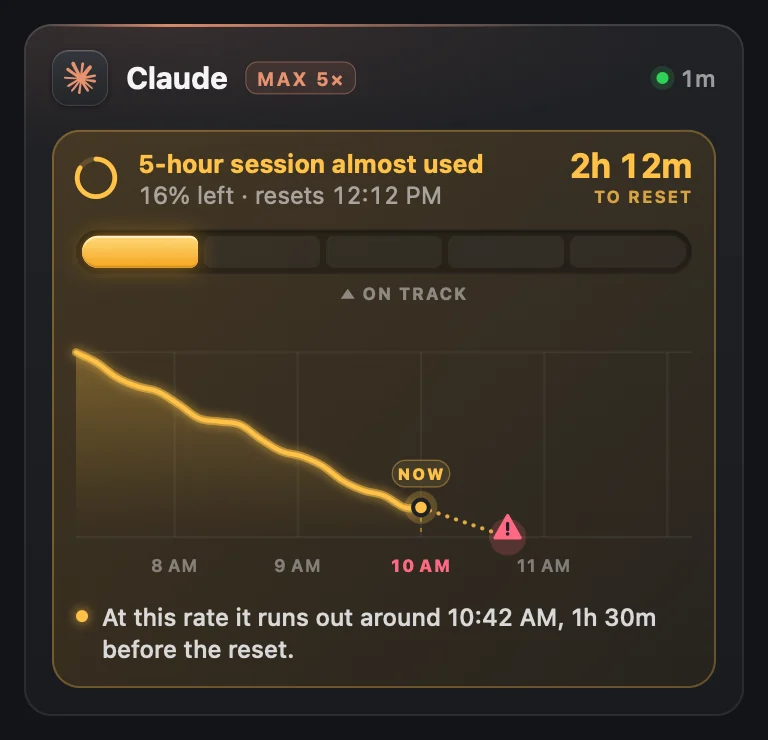 Claude
MAX 5×
1m
5-hour session almost used
2h 12m
16% left · resets 12:12 PM
TO RESET
▲ ON TRACK
NOW
8 AM
9 AM
10 AM
11 AM
At this rate it runs out around 10:42 AM, 1h 30m
before the reset.